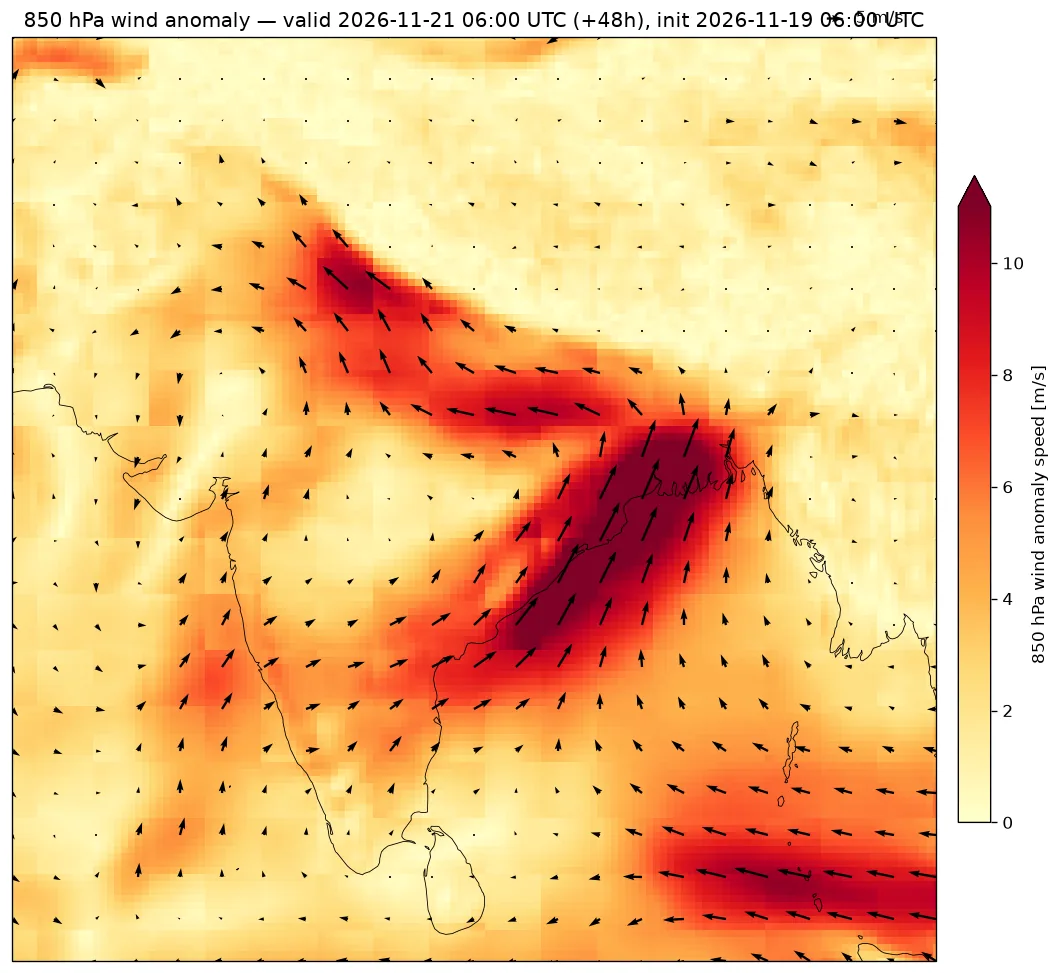 850 hPa wind anomaly — valid 2026-11-21 06:00 UTC (+48h), init 2026-11-19 06:00 UTC
5 m/s
10
8
6
4
2
0
850 hPa wind anomaly speed [m/s]